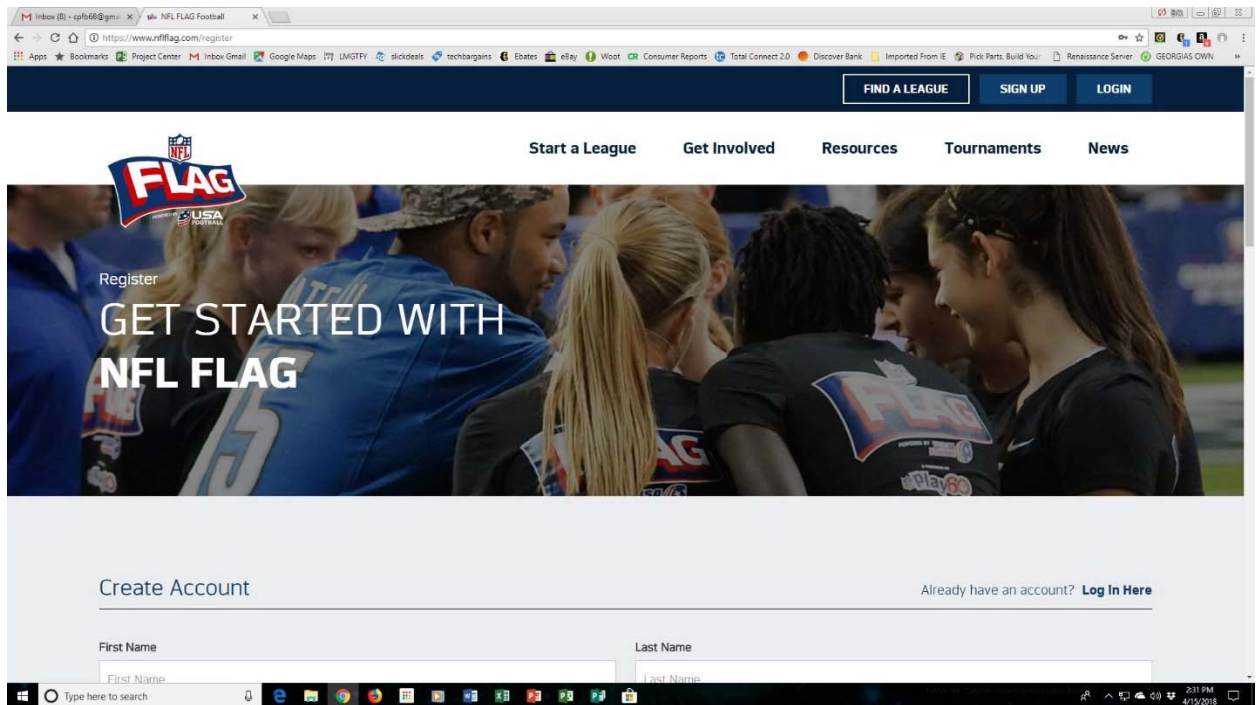 Inbox (8) - cpfb68@gma
NFL FLAG Football
https://www.nflflag.com/register
Apps Bookmarks Project Center Inbox Gmail Google Maps LMGTFY slickdeals techbargains Ebates eBay Woot Consumer Reports Total Connect 2.0 Discover Bank Imported From IE Pick Parts. Build Your Renaissance Server GEORGIAS OWN
FIND A LEAGUE SIGN UP LOGIN
Start a League Get Involved Resources Tournaments News
NFL
FLAG
POWERED BY USA
FOOTBALL
Register
GET STARTED WITH
NFL FLAG
15
FLAG
FLAG
play60
Create Account
Already have an account? Log In Here
First Name Last Name
First Name Last Name
Type here to search
2:31 PM
4/15/2018